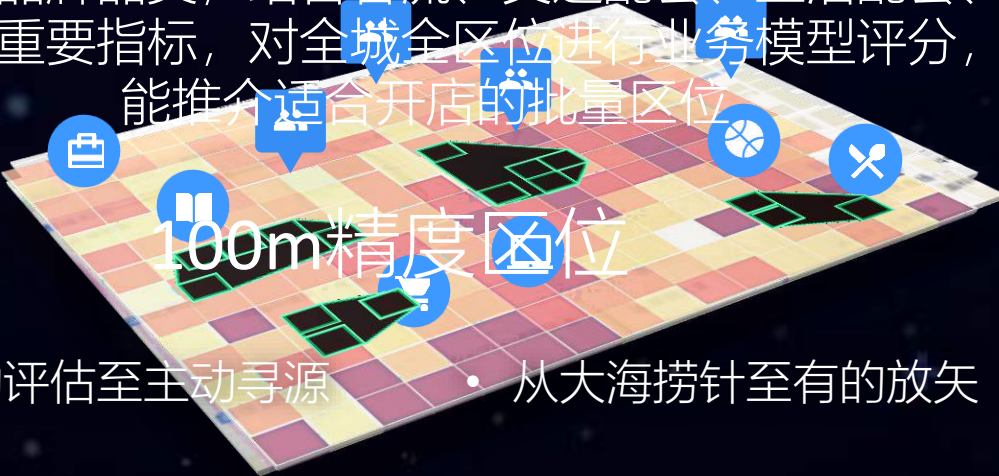 重要指标，对全城全区位进行业务模型评分，
能推介适合开店的批量区位
100m精度区位
评估至主动寻源
从大海捞针至有的放矢